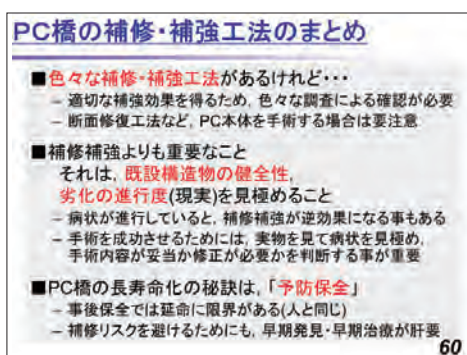 PC橋の補修・補強工法のまとめ
■色々な補修・補強工法があるけれど・・・
– 適切な補強効果を得るため，色々な調査による確認が必要
– 断面修復工法など，PC本体を手術する場合は要注意
■補修補強よりも重要なこと
それは，既設構造物の健全性，
劣化の進行度(現実)を見極めること
– 病状が進行していると，補修補強が逆効果になる事もある
– 手術を成功させるためには，実物を見て病状を見極め，
手術内容が妥当か修正が必要かを判断する事が重要
■PC橋の長寿命化の秘訣は，「予防保全」
– 事後保全では延命に限界がある(人と同じ)
– 補修リスクを避けるためにも，早期発見・早期治療が肝要
60